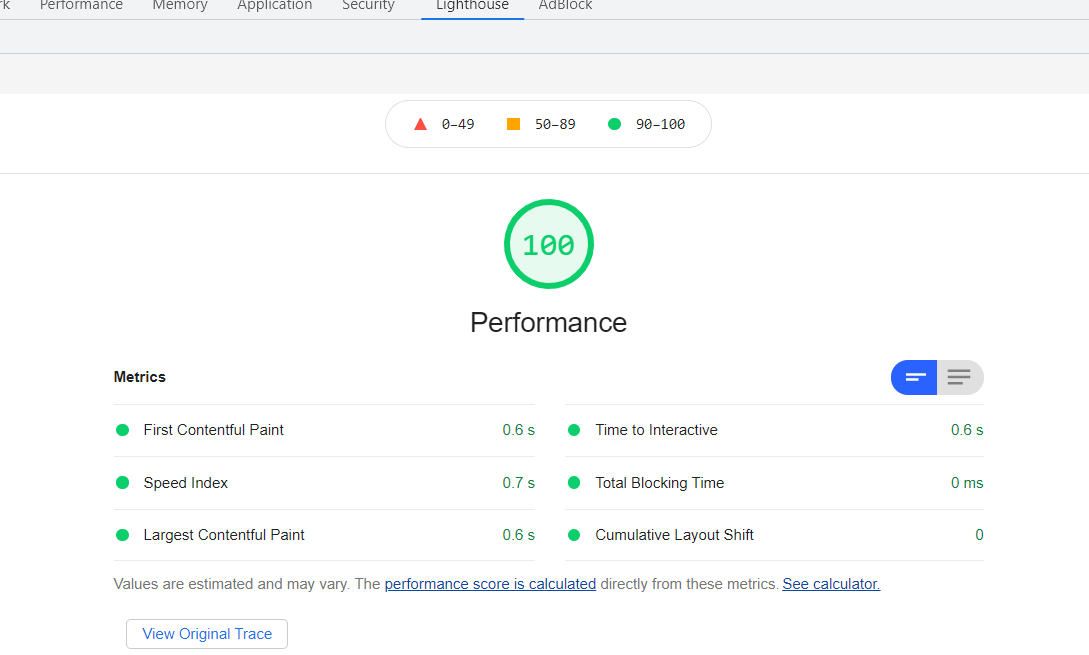 rk Performance Memory Application Security Lighthouse AdBlock
0–49 50–89 90–100
100
Performance
Metrics
First Contentful Paint 0.6 s
Time to Interactive 0.6 s
Speed Index 0.7 s
Total Blocking Time 0 ms
Largest Contentful Paint 0.6 s
Cumulative Layout Shift 0
Values are estimated and may vary. The performance score is calculated directly from these metrics. See calculator.
View Original Trace